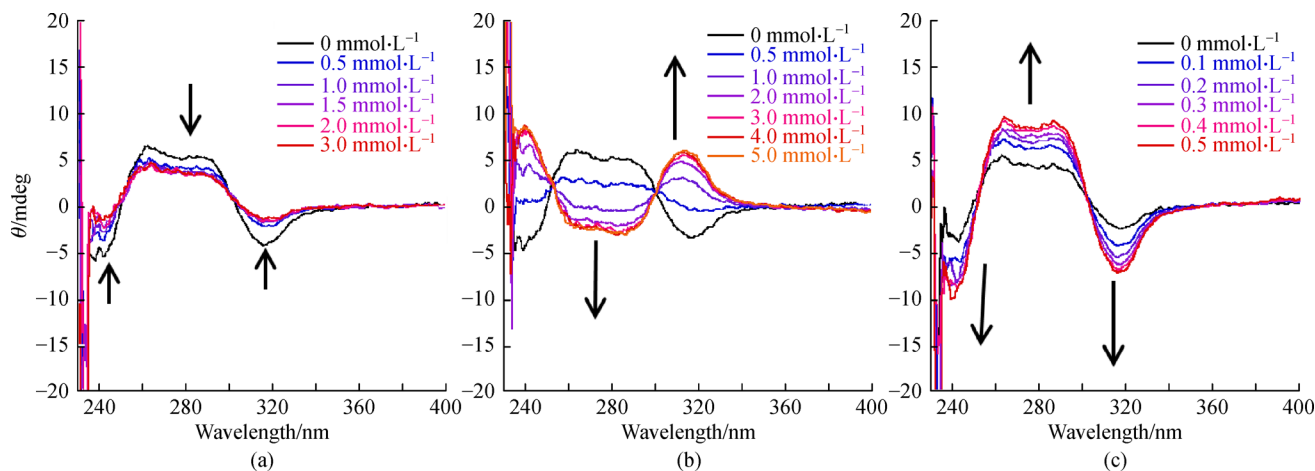 θ/mdeg
20
15
10
5
0
−5
−10
−15
−20
240
280
320
360
400
Wavelength/nm
(a)
0 mmol·L⁻¹
0.5 mmol·L⁻¹
1.0 mmol·L⁻¹
1.5 mmol·L⁻¹
2.0 mmol·L⁻¹
3.0 mmol·L⁻¹
20
15
10
5
0
−5
−10
−15
−20
240
280
320
360
400
Wavelength/nm
(b)
0 mmol·L⁻¹
0.5 mmol·L⁻¹
1.0 mmol·L⁻¹
2.0 mmol·L⁻¹
3.0 mmol·L⁻¹
4.0 mmol·L⁻¹
5.0 mmol·L⁻¹
20
15
10
5
0
−5
−10
−15
−20
240
280
320
360
400
Wavelength/nm
(c)
0 mmol·L⁻¹
0.1 mmol·L⁻¹
0.2 mmol·L⁻¹
0.3 mmol·L⁻¹
0.4 mmol·L⁻¹
0.5 mmol·L⁻¹